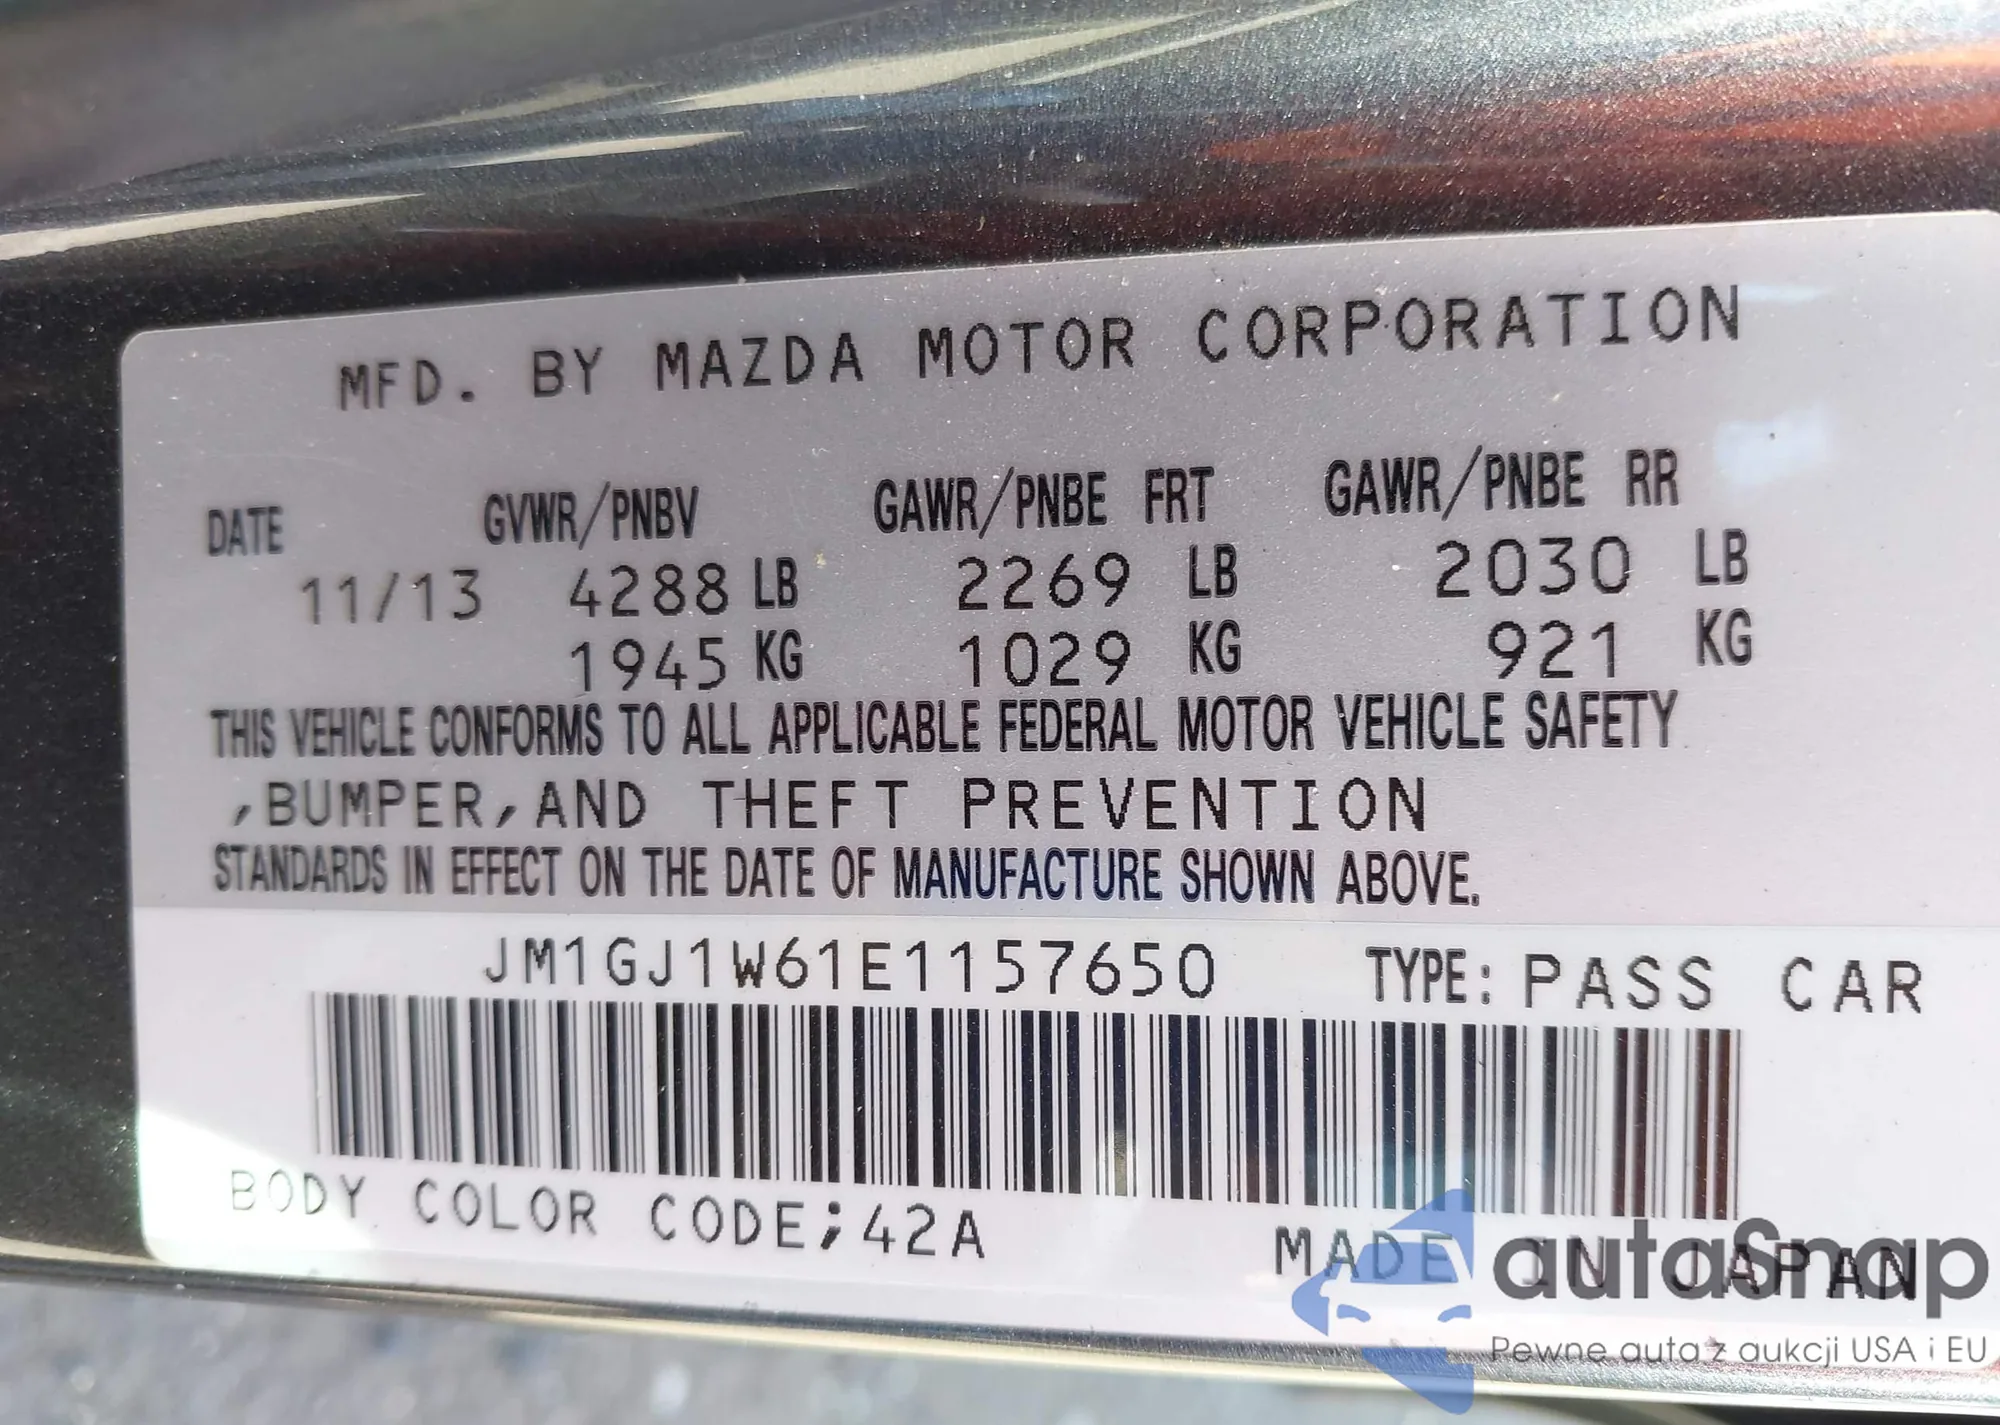 MFD. BY MAZDA MOTOR CORPORATION
DATE GVWR/PNBV GAWR/PNBE FRT GAWR/PNBE RR
11/13 4288 LB 2269 LB 2030 LB
1945 KG 1029 KG 921 KG
THIS VEHICLE CONFORMS TO ALL APPLICABLE FEDERAL MOTOR VEHICLE SAFETY
,BUMPER,AND THEFT PREVENTION
STANDARDS IN EFFECT ON THE DATE OF MANUFACTURE SHOWN ABOVE.
JM1GJ1W61E1157650 TYPE: PASS CAR
BODY COLOR CODE;42A
MADE IN JAPAN
autaSnap
Pewne auta z aukcji USA i EU